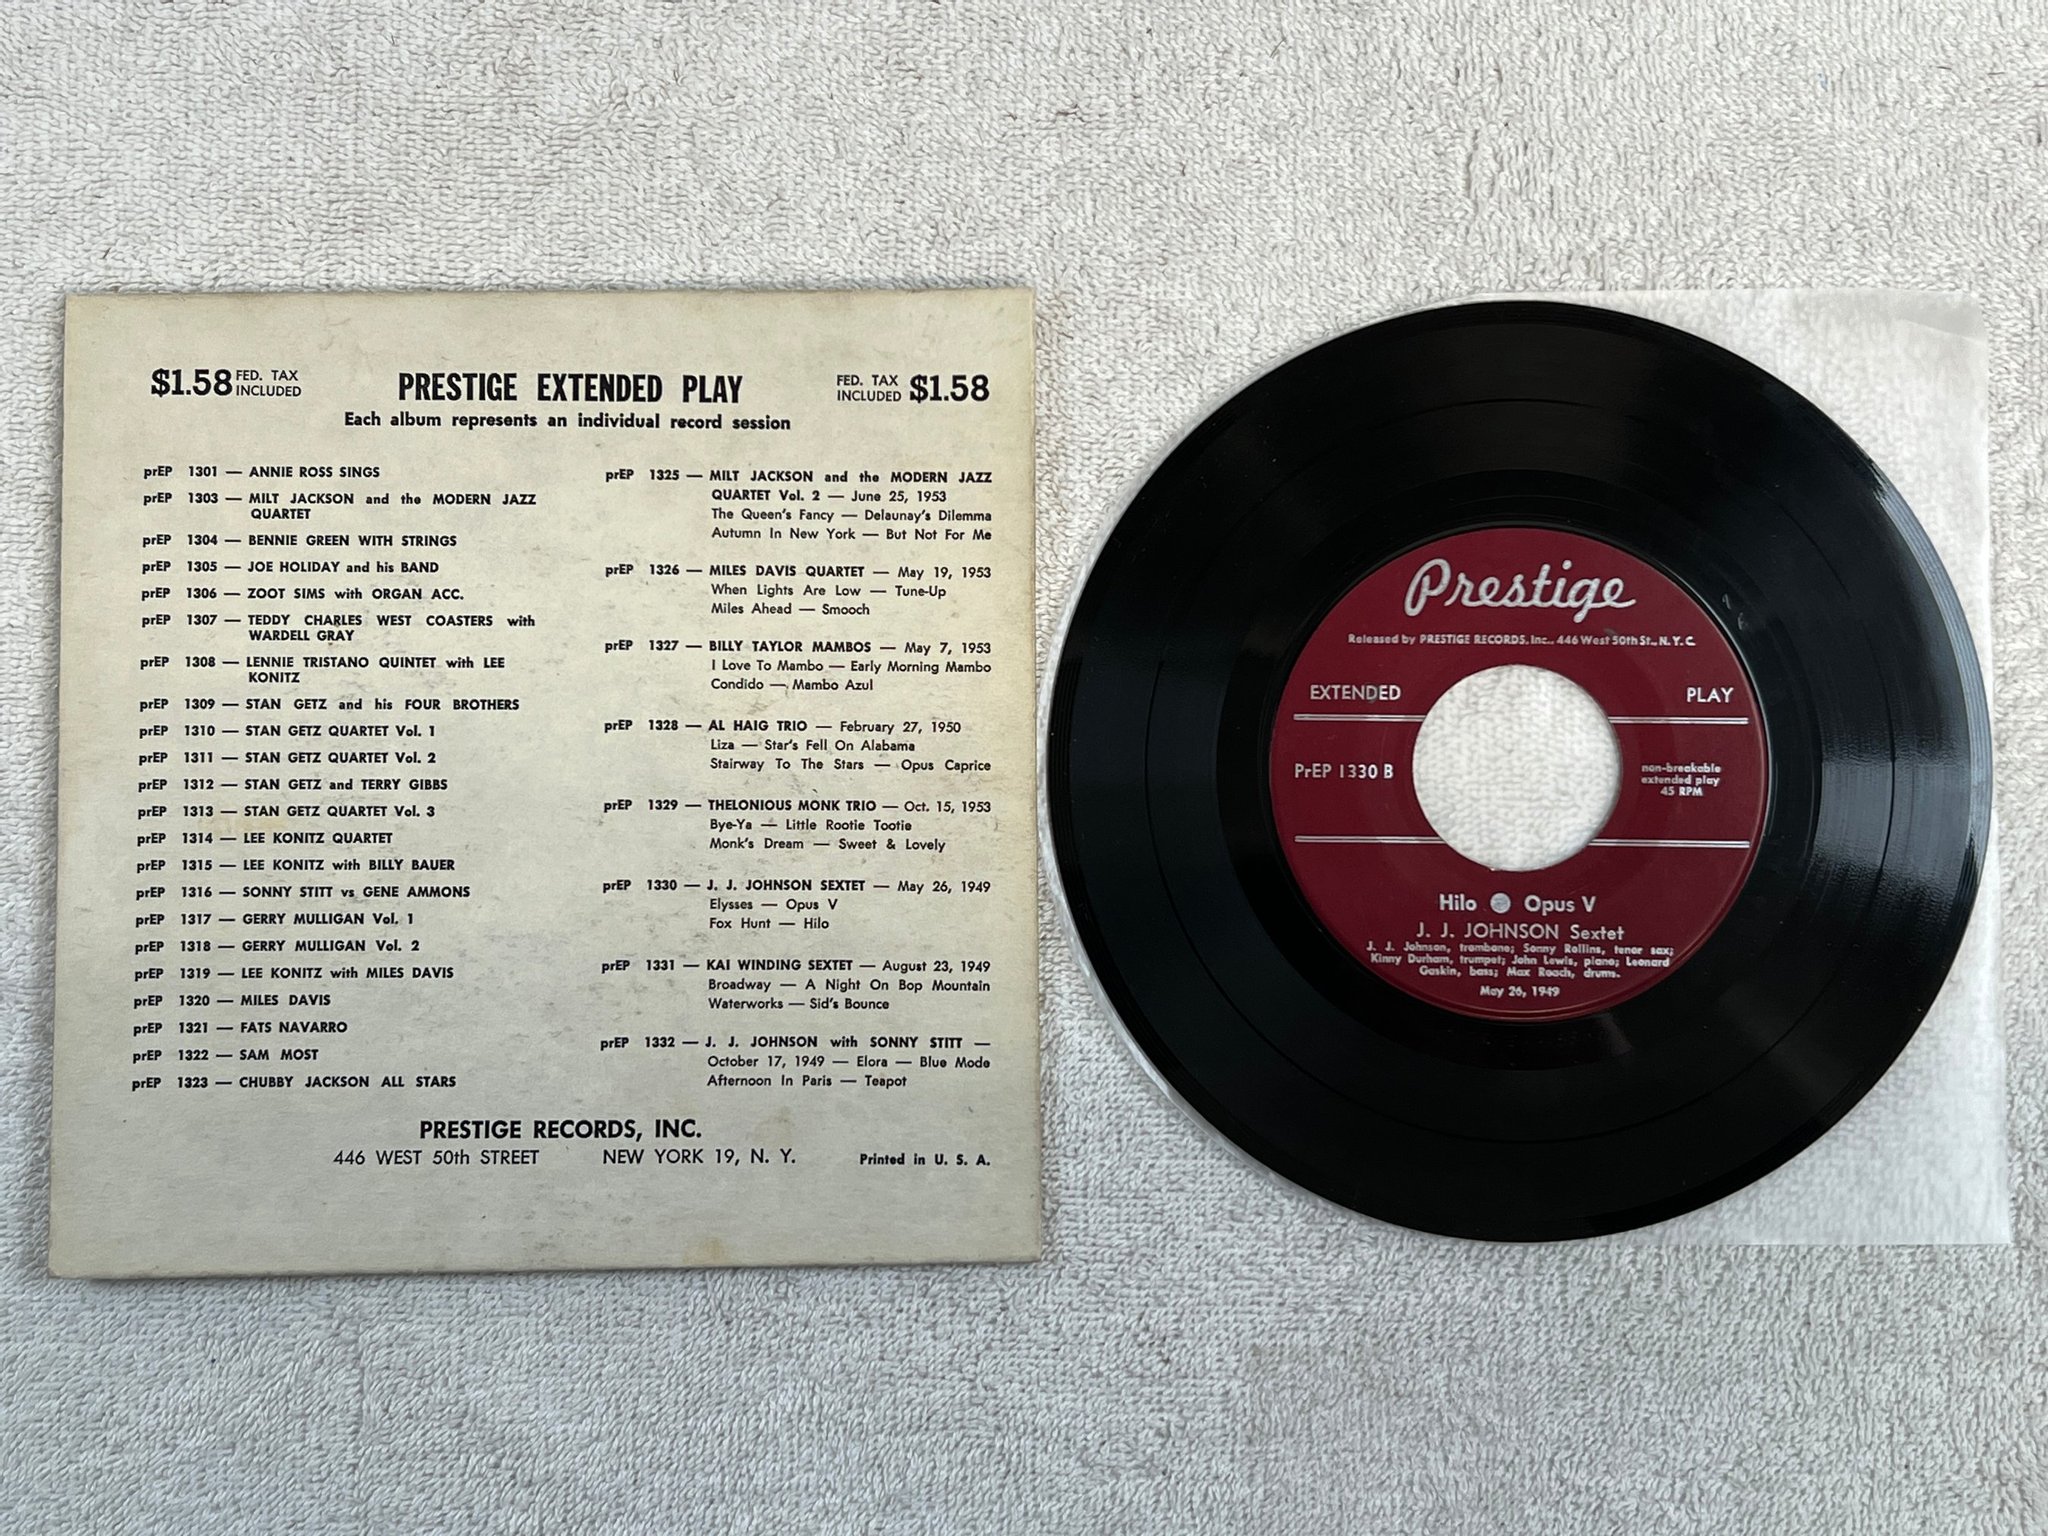 $1.58 FED. TAX
INCLUDED
PRESTIGE EXTENDED PLAY
FED. TAX
INCLUDED $1.58
Each album represents an individual record session
prEP 1301 — ANNIE ROSS SINGS
prEP 1303 — MILT JACKSON and the MODERN JAZZ
QUARTET
prEP 1304 — BENNIE GREEN WITH STRINGS
prEP 1305 — JOE HOLIDAY and his BAND
prEP 1306 — ZOOT SIMS with ORGAN ACC.
prEP 1307 — TEDDY CHARLES WEST COASTERS with
WARDELL GRAY
prEP 1308 — LENNIE TRISTANO QUINTET with LEE
KONITZ
prEP 1309 — STAN GETZ and his FOUR BROTHERS
prEP 1310 — STAN GETZ QUARTET Vol. 1
prEP 1311 — STAN GETZ QUARTET Vol. 2
prEP 1312 — STAN GETZ and TERRY GIBBS
prEP 1313 — STAN GETZ QUARTET Vol. 3
prEP 1314 — LEE KONITZ QUARTET
prEP 1315 — LEE KONITZ with BILLY BAUER
prEP 1316 — SONNY STITT vs GENE AMMONS
prEP 1317 — GERRY MULLIGAN Vol. 1
prEP 1318 — GERRY MULLIGAN Vol. 2
prEP 1319 — LEE KONITZ with MILES DAVIS
prEP 1320 — MILES DAVIS
prEP 1321 — FATS NAVARRO
prEP 1322 — SAM MOST
prEP 1323 — CHUBBY JACKSON ALL STARS
prEP 1325 — MILT JACKSON and the MODERN JAZZ
QUARTET Vol. 2 — June 25, 1953
The Queen's Fancy — Delaunay's Dilemma
Autumn In New York — But Not For Me
prEP 1326 — MILES DAVIS QUARTET — May 19, 1953
When Lights Are Low — Tune-Up
Miles Ahead — Smooch
prEP 1327 — BILLY TAYLOR MAMBOS — May 7, 1953
I Love To Mambo — Early Morning Mambo
Condido — Mambo Azul
prEP 1328 — AL HAIG TRIO — February 27, 1950
Liza — Star's Fell On Alabama
Stairway To The Stars — Opus Caprice
prEP 1329 — THELONIOUS MONK TRIO — Oct. 15, 1953
Bye-Ya — Little Rootie Tootie
Monk's Dream — Sweet & Lovely
prEP 1330 — J. J. JOHNSON SEXTET — May 26, 1949
Elysses — Opus V
Fox Hunt — Hilo
prEP 1331 — KAI WINDING SEXTET — August 23, 1949
Broadway — A Night On Bop Mountain
Waterworks — Sid's Bounce
prEP 1332 — J. J. JOHNSON with SONNY STITT —
October 17, 1949 — Elora — Blue Mode
Afternoon In Paris — Teapot
PRESTIGE RECORDS, INC.
446 WEST 50th STREET NEW YORK 19, N. Y. Printed in U. S. A.
Prestige
Released by PRESTIGE RECORDS, Inc., 446 West 50th St., N.Y.C.
EXTENDED PLAY
PrEP 1330 B
non-breakable
extended play
45 RPM
Hilo Opus V
J. J. JOHNSON Sextet
J. J. Johnson, trombone; Sonny Rollins, tenor sax;
Kinny Durham, trumpet; John Lewis, piano; Leonard
Gaskin, bass; Max Roach, drums.
May 26, 1949